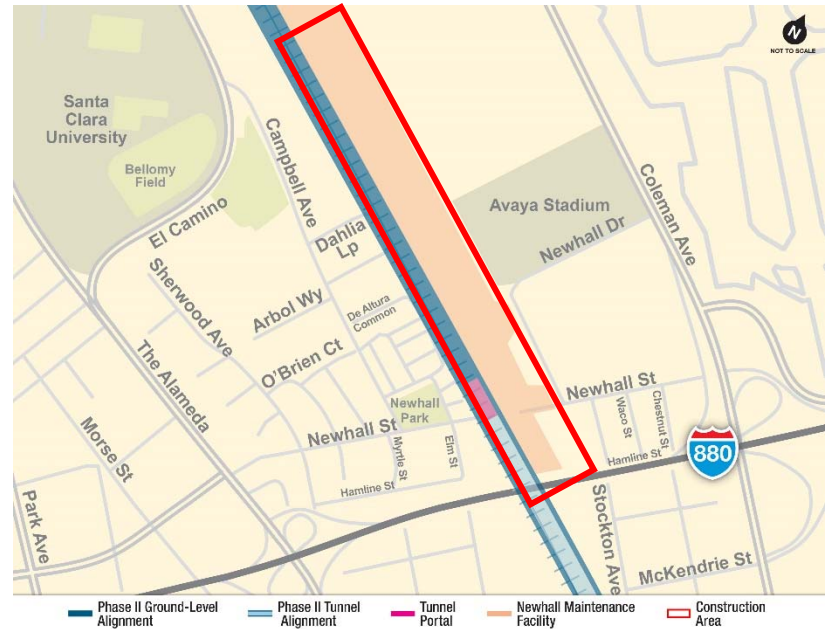 N
NOT TO SCALE
Santa
Clara
University
Bellomy
Field
El Camino
Campbell Ave
Dahlia
Lp
Avaya Stadium
Newhall Dr
Coleman Ave
Sherwood Ave
Arbol Wy
De Altura
Common
The Alameda
O'Brien Ct
Newhall
Park
Newhall St
Newhall St
Waco St
Chestnut St
Morse St
Myrtle St
Elm St
Hamline St
880
Hamline St
Park Ave
Stockton Ave
McKendrie St
Phase II Ground-Level
Alignment
Phase II Tunnel
Alignment
Tunnel
Portal
Newhall Maintenance
Facility
Construction
Area